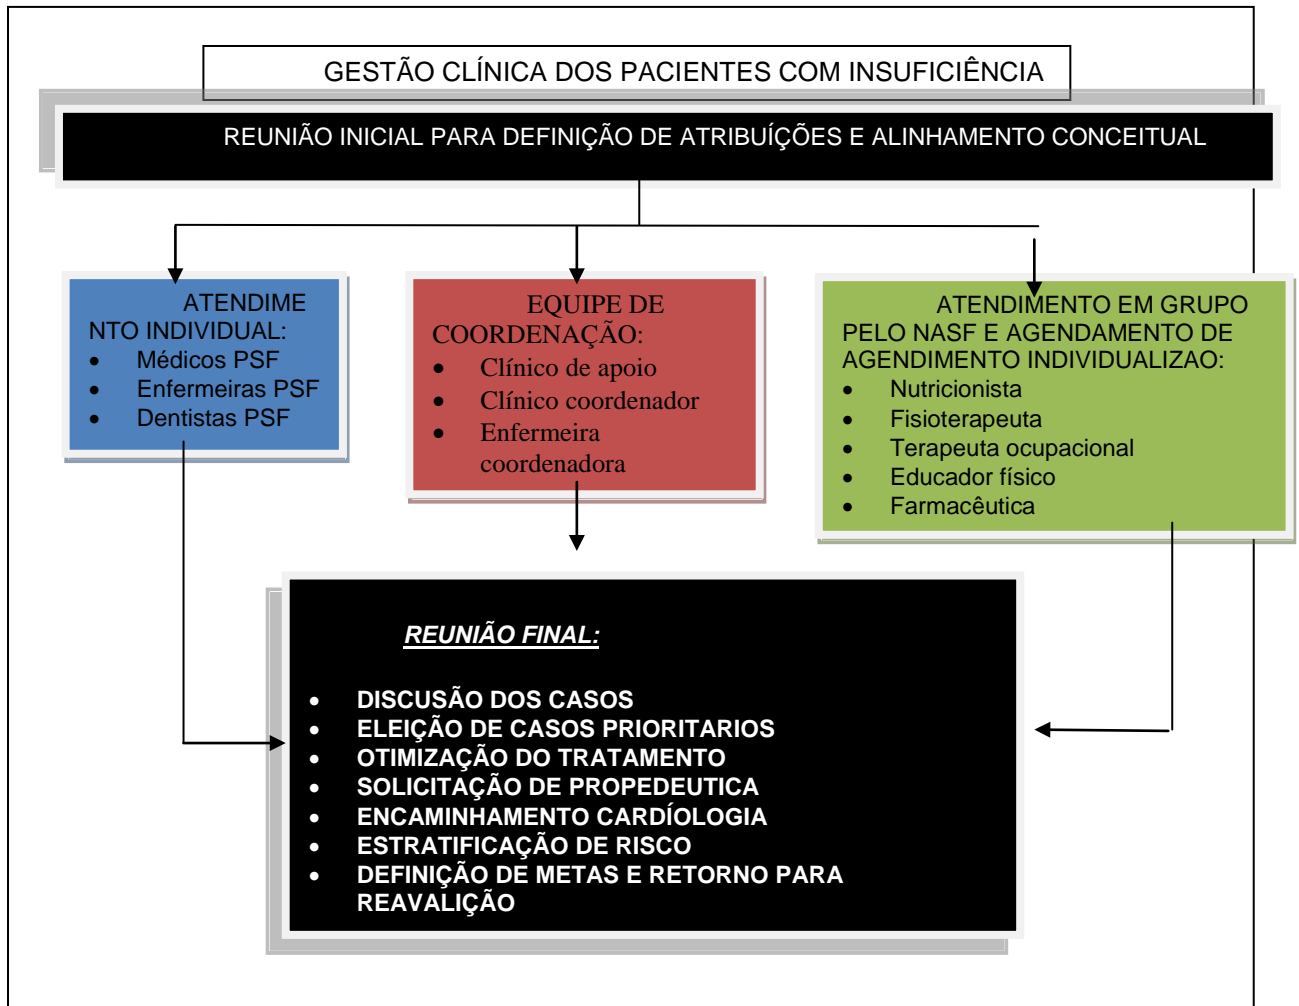 GESTÃO CLÍNICA DOS PACIENTES COM INSUFICIÊNCIA
REUNIÃO INICIAL PARA DEFINIÇÃO DE ATRIBUÍÇÕES E ALINHAMENTO CONCEITUAL
ATENDIME
NTO INDIVIDUAL:
• Médicos PSF
• Enfermeiras PSF
• Dentistas PSF
EQUIPE DE
COORDENAÇÃO:
• Clínico de apoio
• Clínico coordenador
• Enfermeira
coordenadora
ATENDIMENTO EM GRUPO
PELO NASF E AGENDAMENTO DE
AGENDIMENTO INDIVIDUALIZAO:
• Nutricionista
• Fisioterapeuta
• Terapeuta ocupacional
• Educador físico
• Farmacêutica
REUNIÃO FINAL:
• DISCUSÃO DOS CASOS
• ELEIÇÃO DE CASOS PRIORITARIOS
• OTIMIZAÇÃO DO TRATAMENTO
• SOLICITAÇÃO DE PROPEDEUTICA
• ENCAMINHAMENTO CARDÍOLOGIA
• ESTRATIFICAÇÃO DE RISCO
• DEFINIÇÃO DE METAS E RETORNO PARA
REAVALIÇÃO